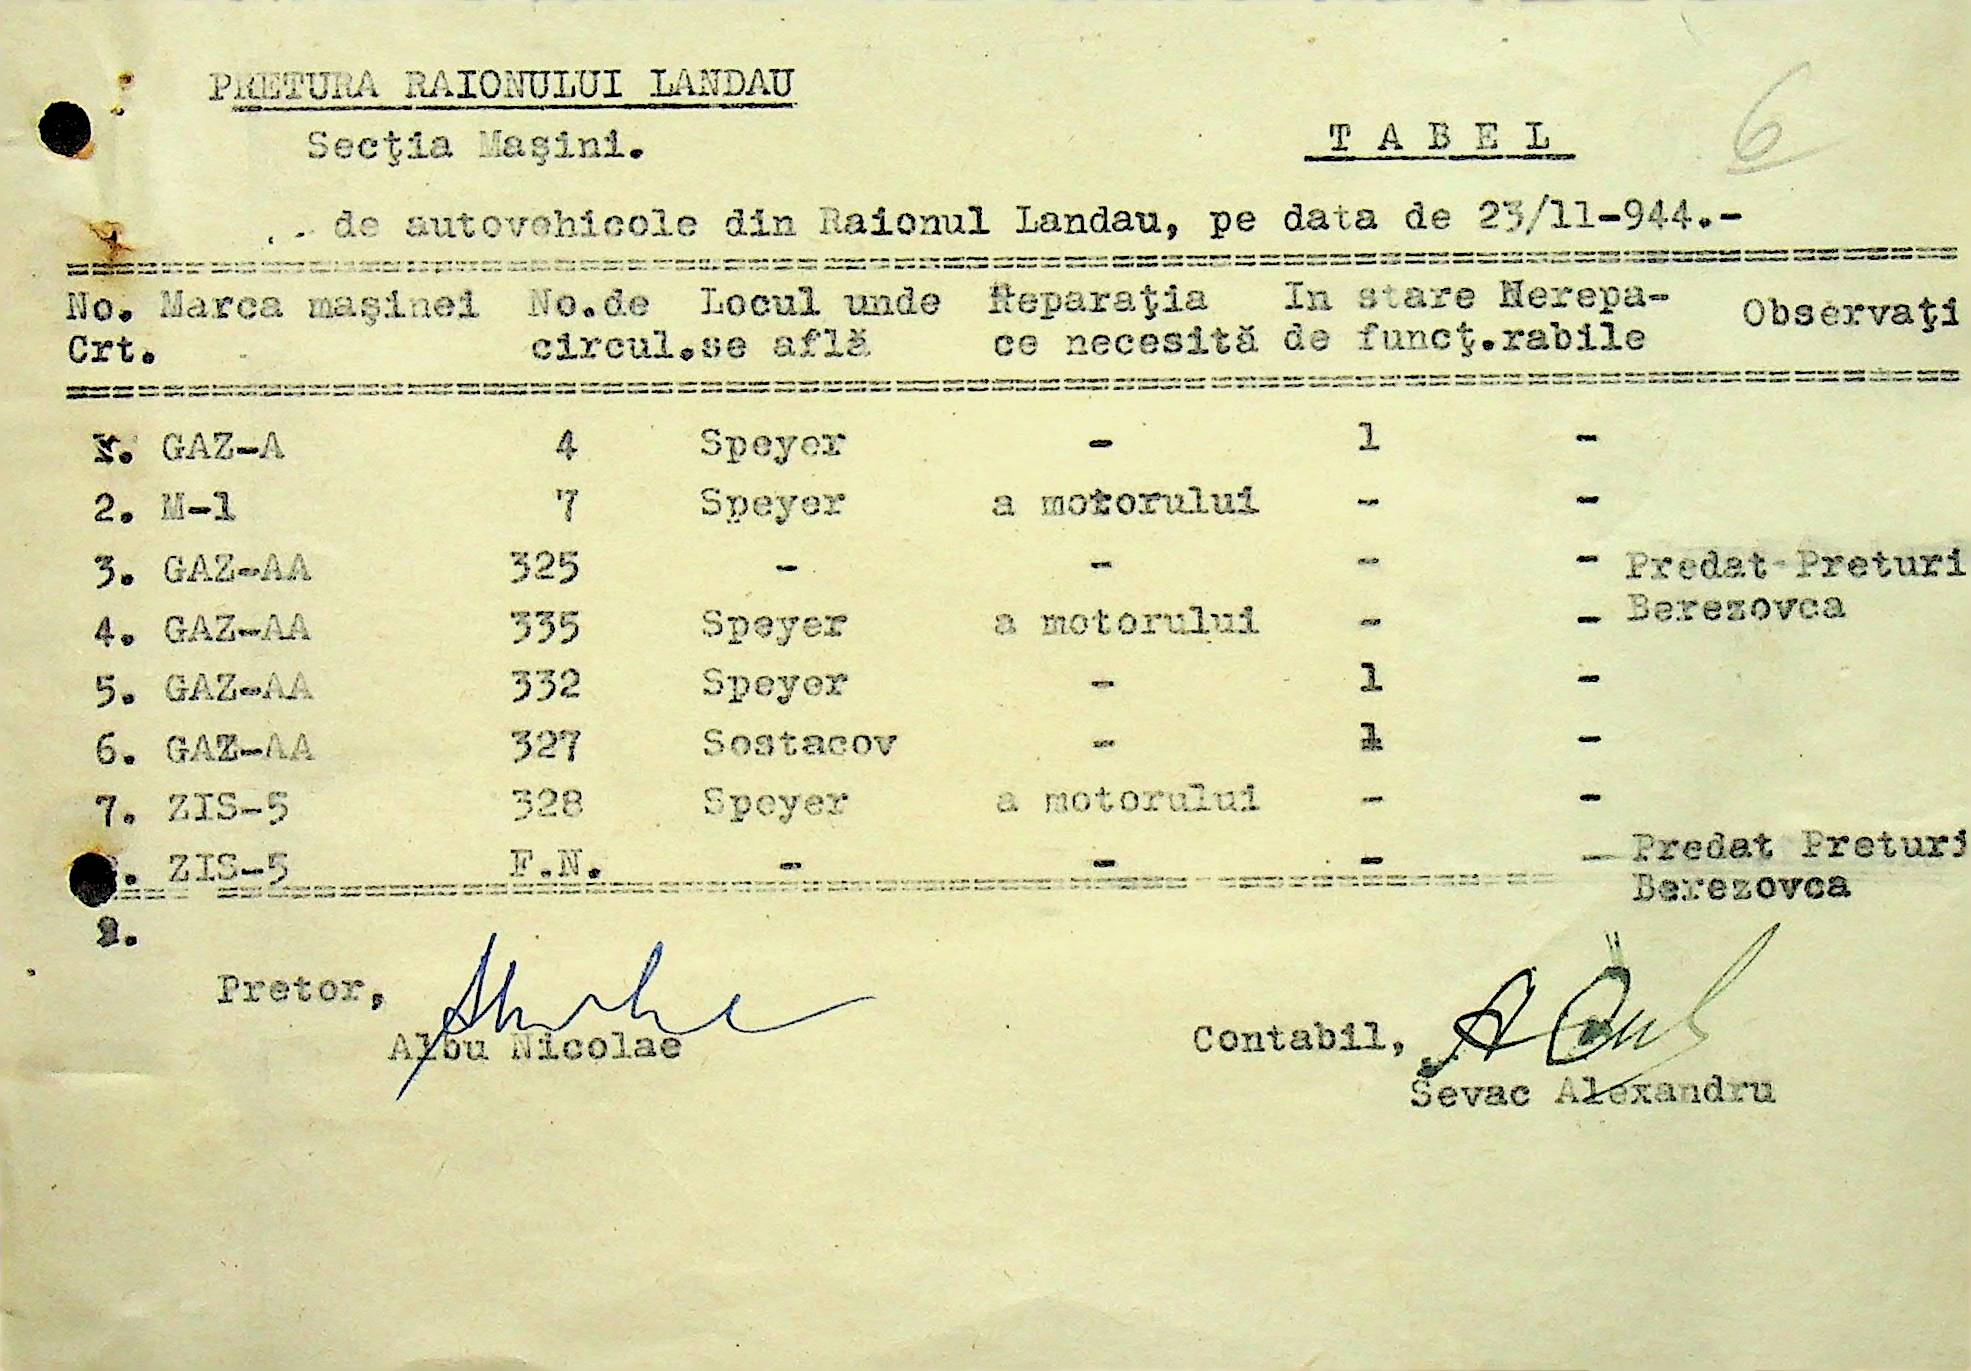 PRETURA RAIONULUI LANDAU
Secţia Maşini.
T A B E L
6
de autovehicole din Raionul Landau, pe data de 23/11-944.-
No. Marca maşinei No.de Locul unde Reparaţia In stare Nerepa- Observaţi
Crt. circul.se află ce necesită de funcţ.rabile
1. GAZ-A 4 Speyer - 1 -
2. M-1 7 Speyer a motorului - -
3. GAZ-AA 325 - - - - Predat-Preturi
Berezovca
4. GAZ-AA 335 Speyer a motorului - -
5. GAZ-AA 332 Speyer - 1 -
6. GAZ-AA 327 Sostacov - 1 -
7. ZIS-5 328 Speyer a motorului - -
. ZIS-5 F.N. - - - - Predat Preturi
Berezovca
Pretor,
Albu Nicolae
Contabil,
Sevac Alexandru